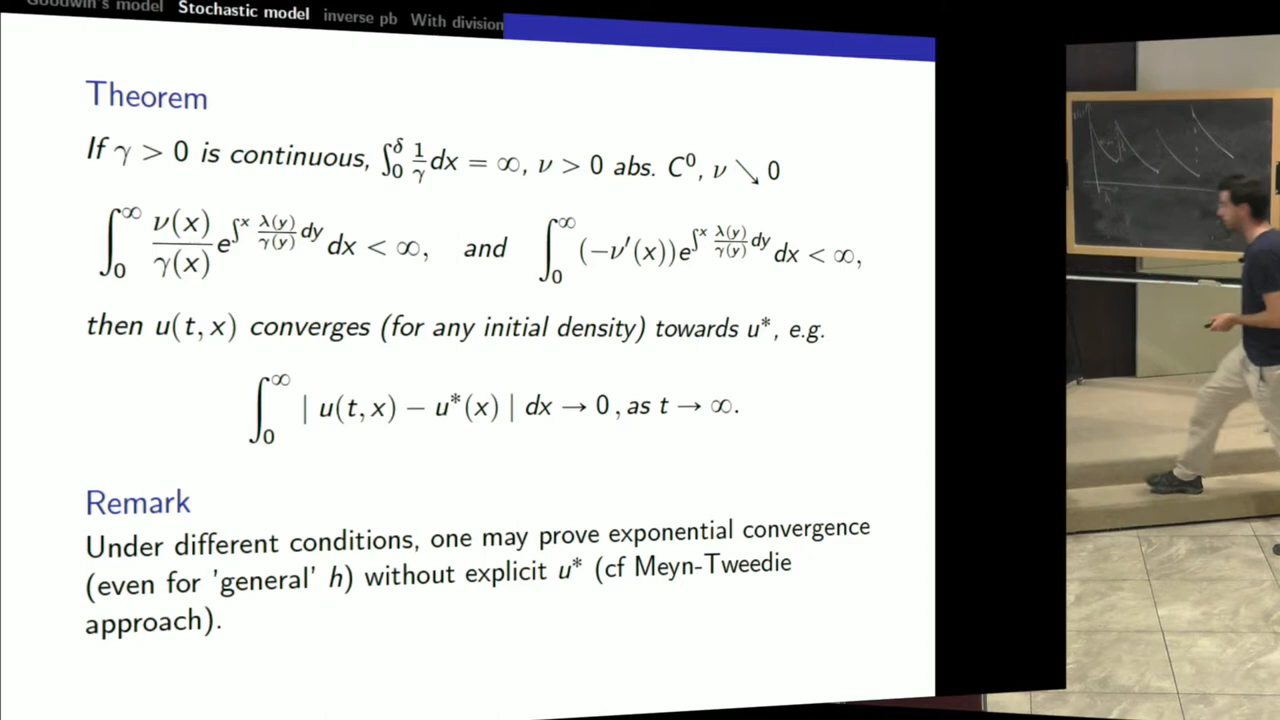 Goodwin's model Stochastic model inverse pb With division
Theorem
If γ > 0 is continuous, ∫₀^δ 1/γ dx = ∞, ν > 0 abs. C⁰, ν ↘ 0
∫₀^∞ ν(x)/γ(x) e^{∫^x λ(y)/γ(y) dy} dx < ∞, and ∫₀^∞ (−ν′(x))e^{∫^x λ(y)/γ(y) dy} dx < ∞,
then u(t, x) converges (for any initial density) towards u*, e.g.
∫₀^∞ | u(t, x) − u*(x) | dx → 0 , as t → ∞.
Remark
Under different conditions, one may prove exponential convergence
(even for 'general' h) without explicit u* (cf Meyn-Tweedie
approach).